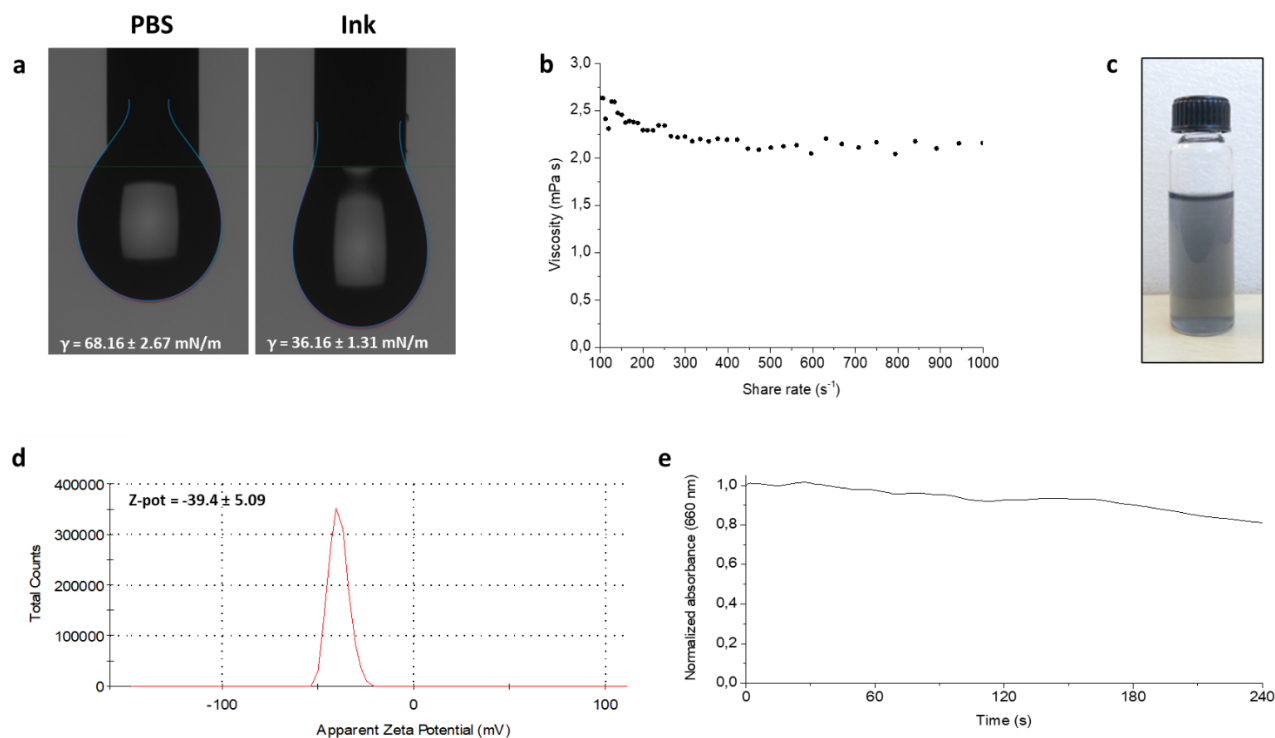 PBS Ink
a
γ = 68.16 ± 2.67 mN/m
γ = 36.16 ± 1.31 mN/m
b
Viscosity (mPa s)
3,0
2,5
2,0
1,5
1,0
0,5
0,0
100 200 300 400 500 600 700 800 900 1000
Share rate (s⁻¹)
c
d
Z-pot = -39.4 ± 5.09
Total Counts
400000
300000
200000
100000
0
-100 0 100
Apparent Zeta Potential (mV)
e
Normalized absorbance (660 nm)
1,0
0,8
0,6
0,4
0,2
0,0
0 60 120 180 240
Time (s)